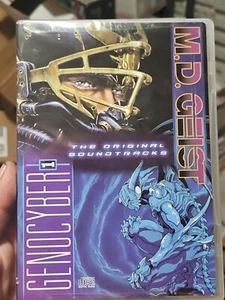 M.D. GEIST
THE ORIGINAL
SOUNDTRACKS
GENOCYBER 1